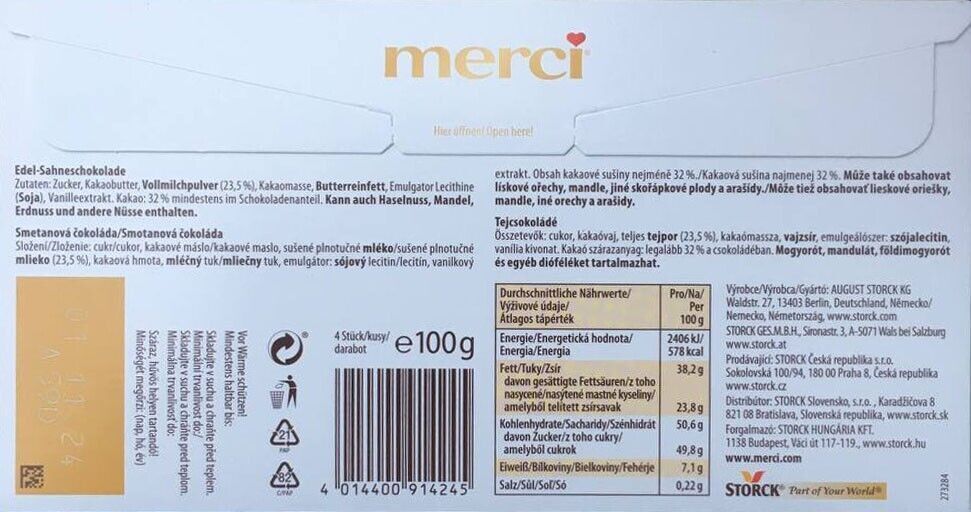 merci
Hier öffnen! Open here!
Edel-Sahneschokolade
Zutaten: Zucker, Kakaobutter, Vollmilchpulver (23,5 %), Kakaomasse, Butterreinfett, Emulgator Lecithine
(Soja), Vanilleextrakt. Kakao: 32 % mindestens im Schokoladenanteil. Kann auch Haselnuss, Mandel,
Erdnuss und andere Nüsse enthalten.
Smetanová čokoláda/Smotanová čokoláda
Složení/Zloženie: cukr/cukor, kakaové máslo/kakaové maslo, sušené plnotučné mléko/sušené plnotučné
mlieko (23,5 %), kakaová hmota, mléčný tuk/mliečny tuk, emulgátor: sójový lecitin/lecitín, vanilkový
extrakt. Obsah kakaové sušiny nejméně 32 %./Kakaová sušina najmenej 32 %. Může také obsahovat
lískové ořechy, mandle, jiné skořápkové plody a arašídy./Môže tiež obsahovať lieskové oriešky,
mandle, iné orechy a arašidy.
Tejcsokoládé
Összetevők: cukor, kakaóvaj, teljes tejpor (23,5 %), kakaómassza, vajzsír, emulgeálószer: szójalecitin,
vanília kivonat. Kakaó szárazanyag: legalább 32 % a csokoládéban. Mogyorót, mandulát, földimogyorót
és egyéb dióféléket tartalmazhat.
01 11 24
A 39D
Vor Wärme schützen!
Mindestens haltbar bis:
Skladujte v suchu a chraňte před teplem.
Minimální trvanlivost do:/
Skladujte v suchu a chráňte pred teplom.
Minimálna trvanlivosť do:
Száraz, hűvös helyen tartandó!
Minőségét megőrzi: (nap, hó, év)
21
PAP
82
C/PAP
4 Stück/kusy/
darabot
e100g
4 014400 914245
Durchschnittliche Nährwerte/
Výživové údaje/
Átlagos tápérték
Pro/Na/
Per
100 g
Energie/Energetická hodnota/
Energia/Energia
2406 kJ/
578 kcal
Fett/Tuky/Zsír
38,2 g
davon gesättigte Fettsäuren/z toho
nasycené/nasýtené mastné kyseliny/
amelyből telített zsírsavak
23,8 g
Kohlenhydrate/Sacharidy/Szénhidrát
50,6 g
davon Zucker/z toho cukry/
amelyből cukrok
49,8 g
Eiweiß/Bílkoviny/Bielkoviny/Fehérje
7,1 g
Salz/Sůl/Soľ/Só
0,22 g
Výrobce/Výrobca/Gyártó: AUGUST STORCK KG
Waldstr. 27, 13403 Berlin, Deutschland, Německo/
Nemecko, Németország, www.storck.com
STORCK GES.M.B.H., Sironastr. 3, A-5071 Wals bei Salzburg
www.storck.at
Prodávající: STORCK Česká republika s.r.o.
Sokolovská 100/94, 180 00 Praha 8, Česká republika
www.storck.cz
Distribútor: STORCK Slovensko, s.r.o., Karadžičova 8
821 08 Bratislava, Slovenská republika, www.storck.sk
Forgalmazó: STORCK HUNGÁRIA KFT.
1138 Budapest, Váci út 117-119., www.storck.hu
www.merci.com
STORCK® Part of Your World®
273284